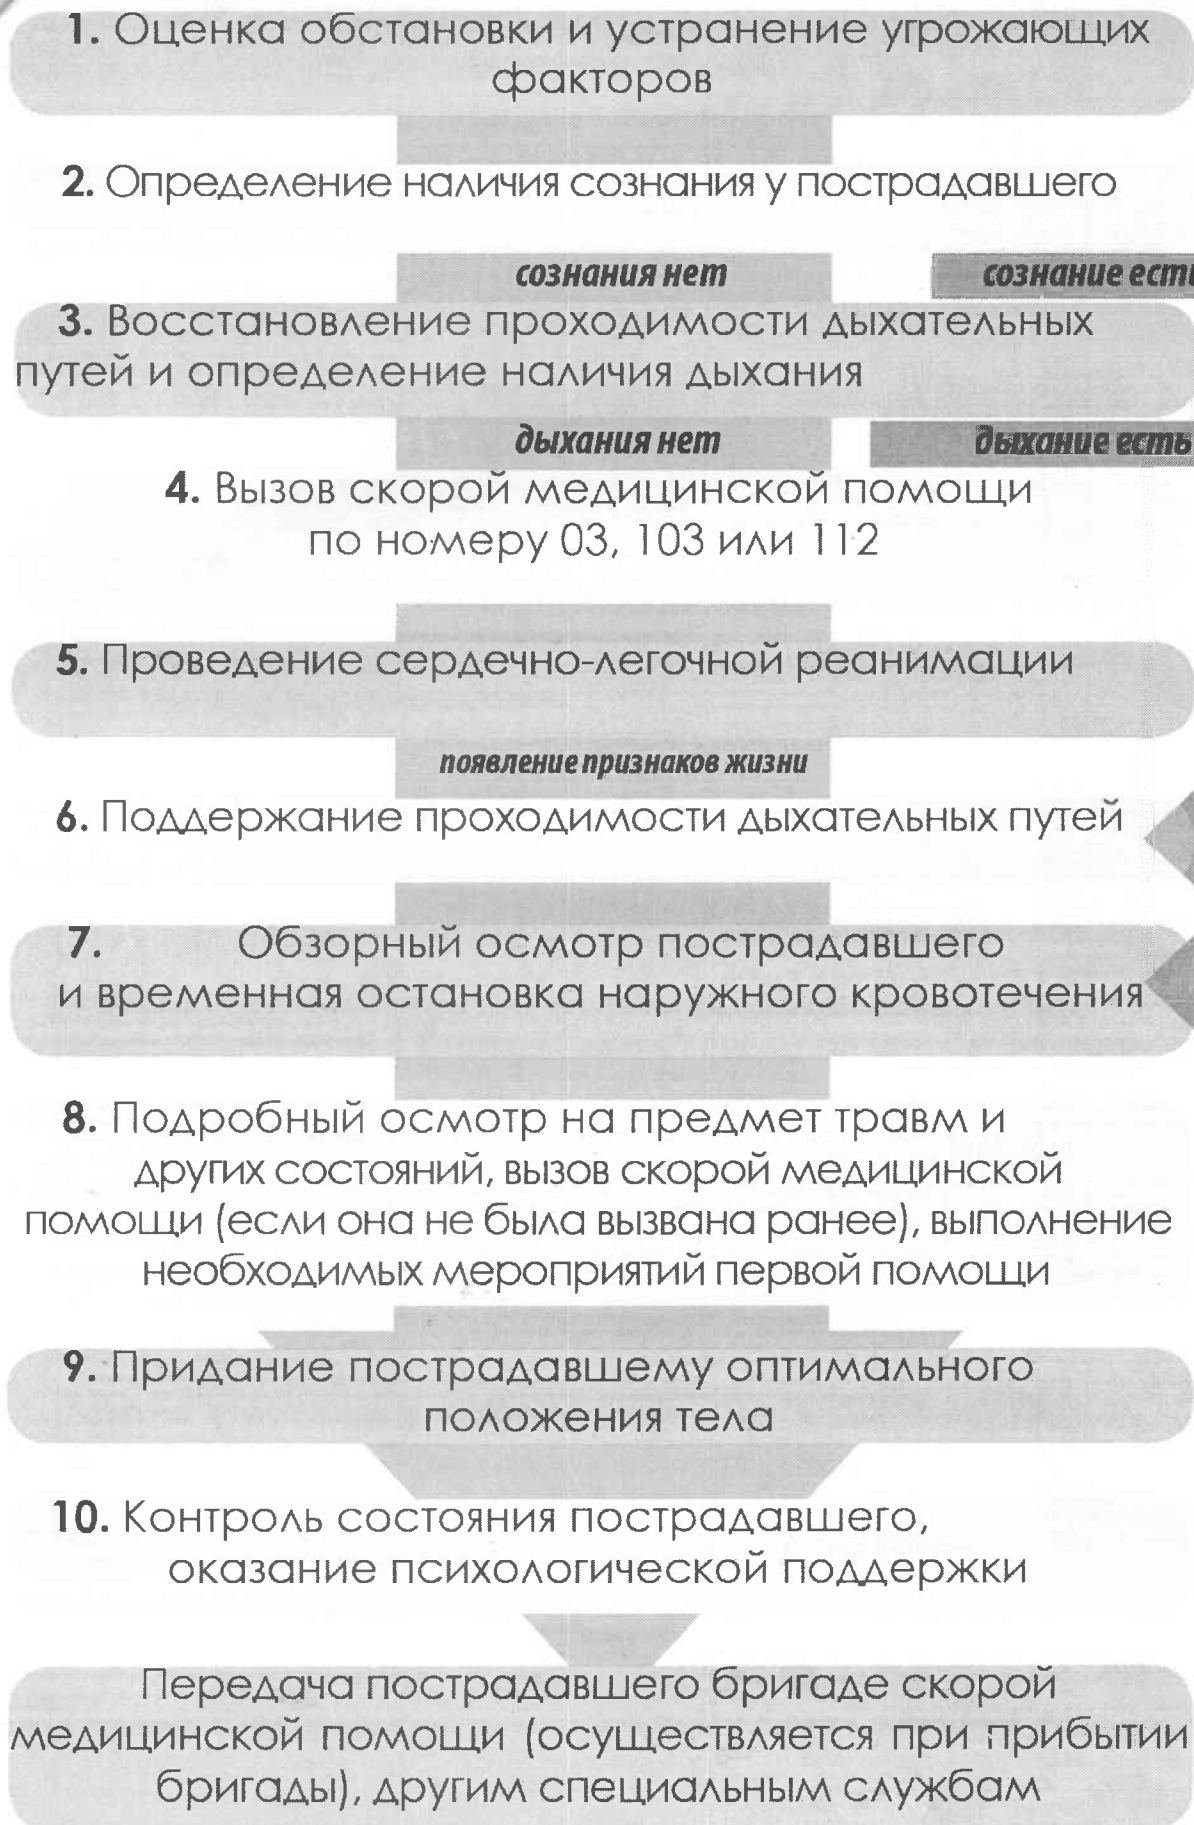 1. Оценка обстановки и устранение угрожающих
факторов
2. Определение наличия сознания у пострадавшего
сознания нет
сознание есть
3. Восстановление проходимости дыхательных
путей и определение наличия дыхания
дыхания нет
дыхание есть
4. Вызов скорой медицинской помощи
по номеру 03, 103 или 112
5. Проведение сердечно-легочной реанимации
появление признаков жизни
6. Поддержание проходимости дыхательных путей
7. Обзорный осмотр пострадавшего
и временная остановка наружного кровотечения
8. Подробный осмотр на предмет травм и
других состояний, вызов скорой медицинской
помощи (если она не была вызвана ранее), выполнение
необходимых мероприятий первой помощи
9. Придание пострадавшему оптимального
положения тела
10. Контроль состояния пострадавшего,
оказание психологической поддержки
Передача пострадавшего бригаде скорой
медицинской помощи (осуществляется при прибытии
бригады), другим специальным службам